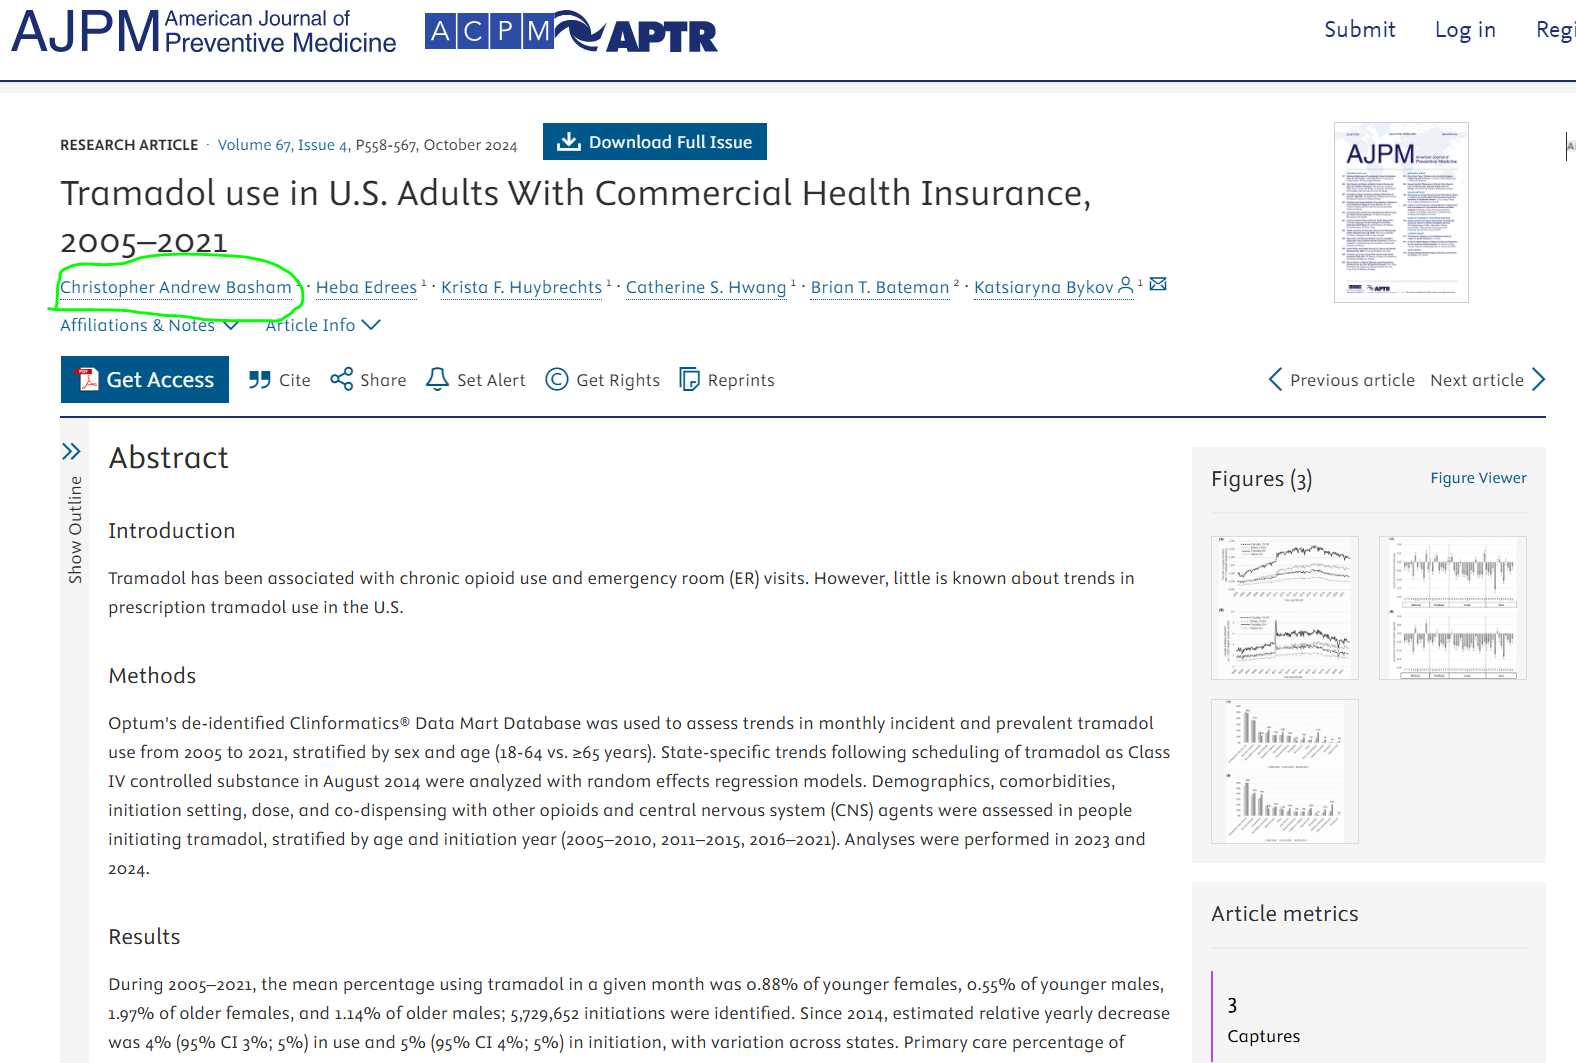 AJPM American Journal of Preventive Medicine
ACPM APTR
Submit Log in Regi
RESEARCH ARTICLE · Volume 67, Issue 4, P558-567, October 2024
Download Full Issue
Tramadol use in U.S. Adults With Commercial Health Insurance,
2005–2021
Christopher Andrew Basham · Heba Edrees 1 · Krista F. Huybrechts 1 · Catherine S. Hwang 1 · Brian T. Bateman 2 · Katsiaryna Bykov 1
Affiliations & Notes Article Info
Get Access Cite Share Set Alert Get Rights Reprints
Previous article Next article
Show Outline
Abstract
Introduction
Tramadol has been associated with chronic opioid use and emergency room (ER) visits. However, little is known about trends in
prescription tramadol use in the U.S.
Methods
Optum's de-identified Clinformatics® Data Mart Database was used to assess trends in monthly incident and prevalent tramadol
use from 2005 to 2021, stratified by sex and age (18-64 vs. ≥65 years). State-specific trends following scheduling of tramadol as Class
IV controlled substance in August 2014 were analyzed with random effects regression models. Demographics, comorbidities,
initiation setting, dose, and co-dispensing with other opioids and central nervous system (CNS) agents were assessed in people
initiating tramadol, stratified by age and initiation year (2005–2010, 2011–2015, 2016–2021). Analyses were performed in 2023 and
2024.
Results
During 2005–2021, the mean percentage using tramadol in a given month was 0.88% of younger females, 0.55% of younger males,
1.97% of older females, and 1.14% of older males; 5,729,652 initiations were identified. Since 2014, estimated relative yearly decrease
was 4% (95% CI 3%; 5%) in use and 5% (95% CI 4%; 5%) in initiation, with variation across states. Primary care percentage of
AJPM American Journal of Preventive Medicine
Figures (3)
Figure Viewer
Article metrics
3
Captures